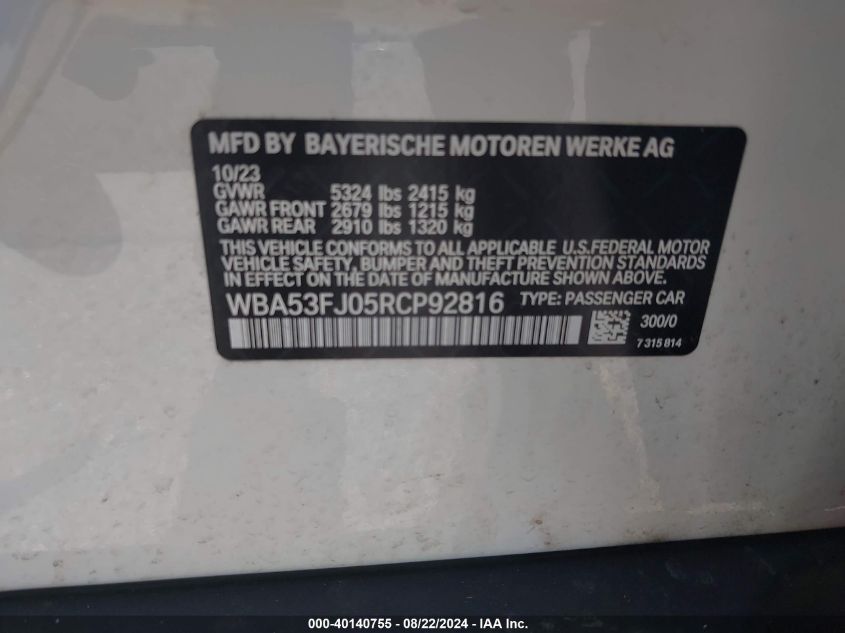 MFD BY BAYERISCHE MOTOREN WERKE AG
10/23
GVWR 5324 lbs 2415 kg
GAWR FRONT 2679 lbs 1215 kg
GAWR REAR 2910 lbs 1320 kg
THIS VEHICLE CONFORMS TO ALL APPLICABLE U.S.FEDERAL MOTOR
VEHICLE SAFETY, BUMPER AND THEFT PREVENTION STANDARDS
IN EFFECT ON THE DATE OF MANUFACTURE SHOWN ABOVE.
WBA53FJ05RCP92816 TYPE: PASSENGER CAR
300/0
7 315 814
000-40140755 - 08/22/2024 - IAA Inc.